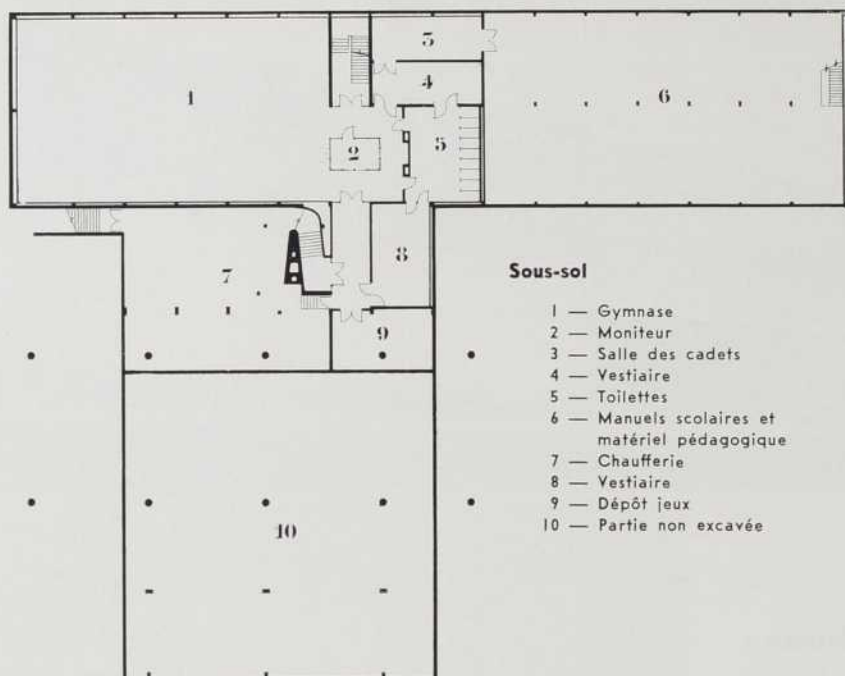 3
4
1
6
2
5
8
7
9
10
Sous-sol
1 — Gymnase
2 — Moniteur
3 — Salle des cadets
4 — Vestiaire
5 — Toilettes
6 — Manuels scolaires et
matériel pédagogique
7 — Chaufferie
8 — Vestiaire
9 — Dépôt jeux
10 — Partie non excavée